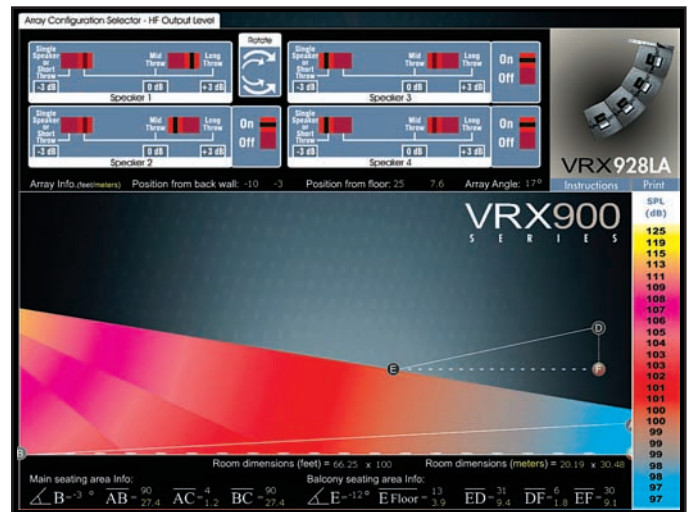 Array Configuration Selector - HF Output Level
Single Speaker or Short Throw
Mid Throw
Long Throw
-3 dB
0 dB
+3 dB
Speaker 1
Rotate
Single Speaker or Short Throw
Mid Throw
Long Throw
-3 dB
0 dB
+3 dB
Speaker 3
On
Off
Single Speaker or Short Throw
Mid Throw
Long Throw
-3 dB
0 dB
+3 dB
Speaker 2
On
Off
Single Speaker or Short Throw
Mid Throw
Long Throw
-3 dB
0 dB
+3 dB
Speaker 4
On
Off
VRX928LA
Array Info.(feet/meters) Position from back wall: -10 -3 Position from floor: 25 7.6 Array Angle: 17°
Instructions
Print
VRX900
SERIES
SPL
(dB)
125
119
115
113
111
109
108
107
106
105
104
103
103
102
101
101
100
100
99
99
99
98
98
97
97
D
E
F
B
Room dimensions (feet) = 66.25 x 100 Room dimensions (meters) = 20.19 x 30.48
Main seating area Info:
B=-3 ° AB= 90 27.4 AC= 4 1.2 BC= 90 27.4
Balcony seating area Info:
E=-12° E Floor= 13 3.9 ED= 31 9.4 DF= 6 1.8 EF= 30 9.1